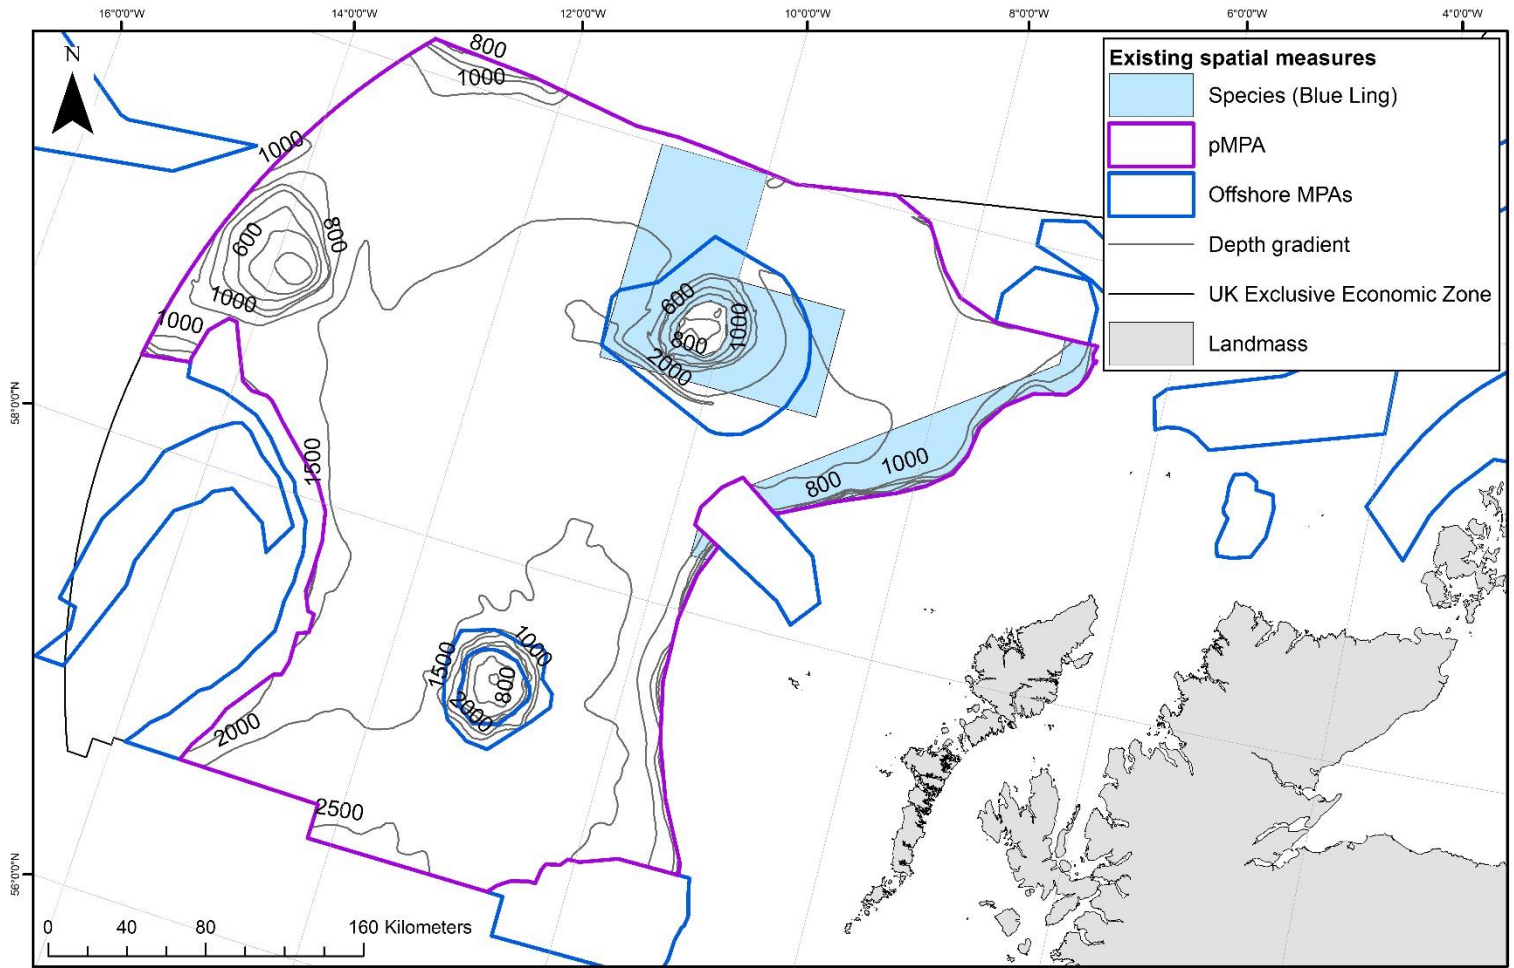 16°0'0"W 14°0'0"W 12°0'0"W 10°0'0"W 8°0'0"W 6°0'0"W 4°0'0"W
N
800
1000
1000
600
800
1000
1000
600
1000
800
2000
1500
1000
800
1500
1000
800
2000
2000
2500
58°0'0"N
56°0'0"N
Existing spatial measures
Species (Blue Ling)
pMPA
Offshore MPAs
Depth gradient
UK Exclusive Economic Zone
Landmass
0 40 80 160 Kilometers